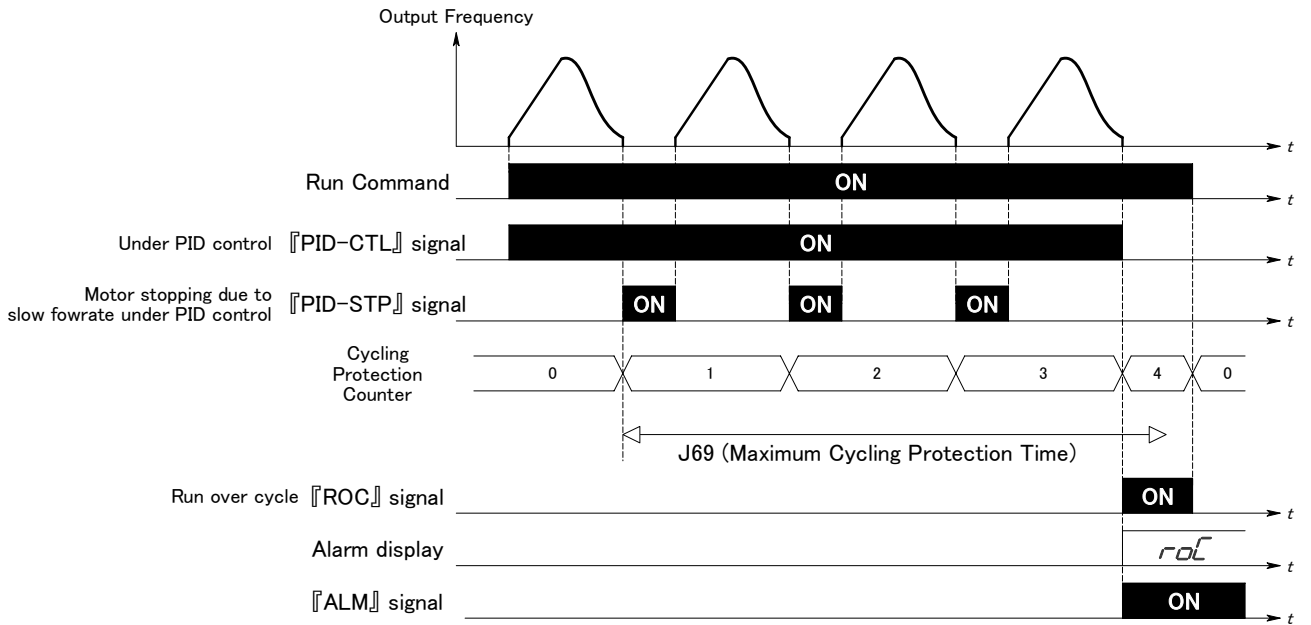 Output Frequency
t
Run Command
ON
t
Under PID control 『PID-CTL』 signal
ON
t
Motor stopping due to
slow fowrate under PID control 『PID-STP』 signal
ON ON ON
t
Cycling
Protection
Counter
0 1 2 3 4 0
J69 (Maximum Cycling Protection Time)
Run over cycle 『ROC』 signal
ON
t
Alarm display
roC
t
『ALM』 signal
ON
t